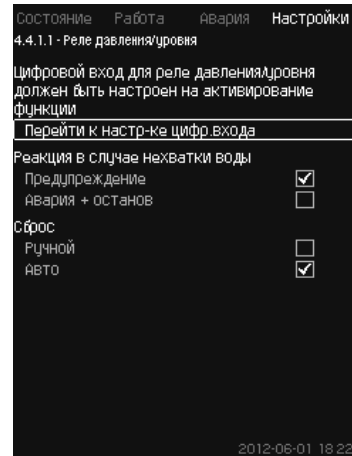 Состояние Работа Авария Настройки
4.4.1.1 - Реле давления/уровня
Цифровой вход для реле давления/уровня
должен быть настроен на активирование
функции
Перейти к настр-ке цифр.входа
Реакция в случае нехватки воды
Предупреждение
Авария + останов
Сброс
Ручной
Авто
2012-06-01 18:22